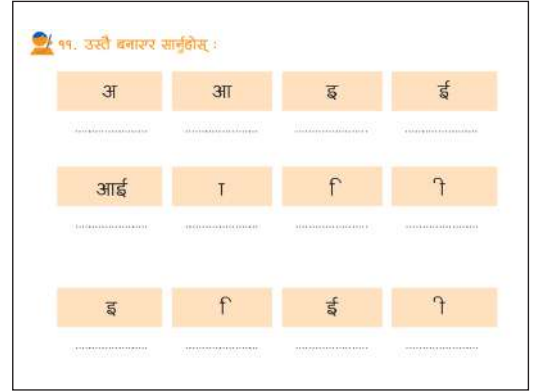 ११. उस्तै बनाएर सार्नुहोस् :
अ आ इ ई
आई ा ि ी
इ ि ई ी